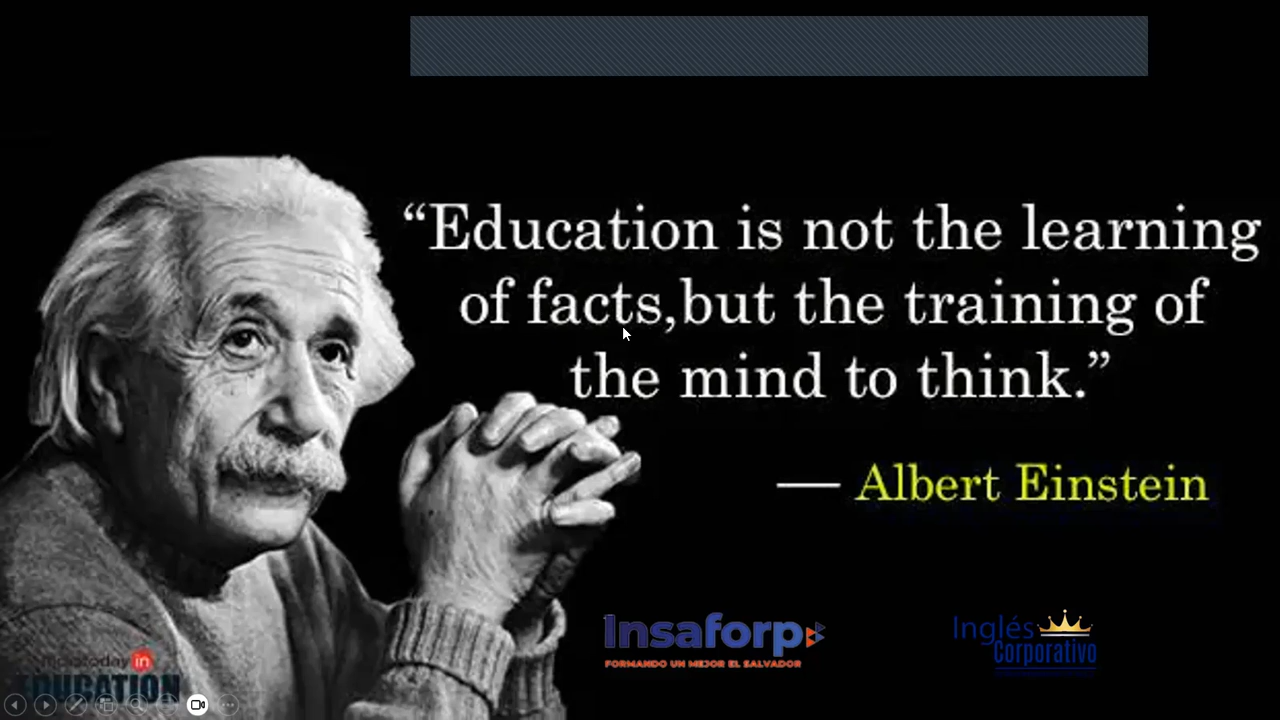 “Education is not the learning
of facts,but the training of
the mind to think.”
— Albert Einstein
Insaforp
FORMANDO UN MEJOR EL SALVADOR
Inglés
Corporativo
in
EDUCATION